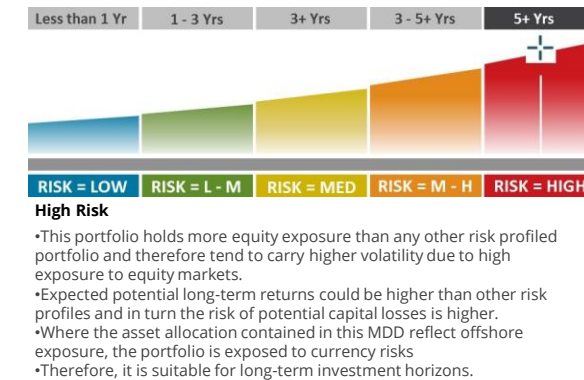 Less than 1 Yr 1 - 3 Yrs 3+ Yrs 3 - 5+ Yrs 5+ Yrs
RISK = LOW RISK = L - M RISK = MED RISK = M - H RISK = HIGH
High Risk
•This portfolio holds more equity exposure than any other risk profiled
portfolio and therefore tend to carry higher volatility due to high
exposure to equity markets.
•Expected potential long-term returns could be higher than other risk
profiles and in turn the risk of potential capital losses is higher.
•Where the asset allocation contained in this MDD reflect offshore
exposure, the portfolio is exposed to currency risks
•Therefore, it is suitable for long-term investment horizons.